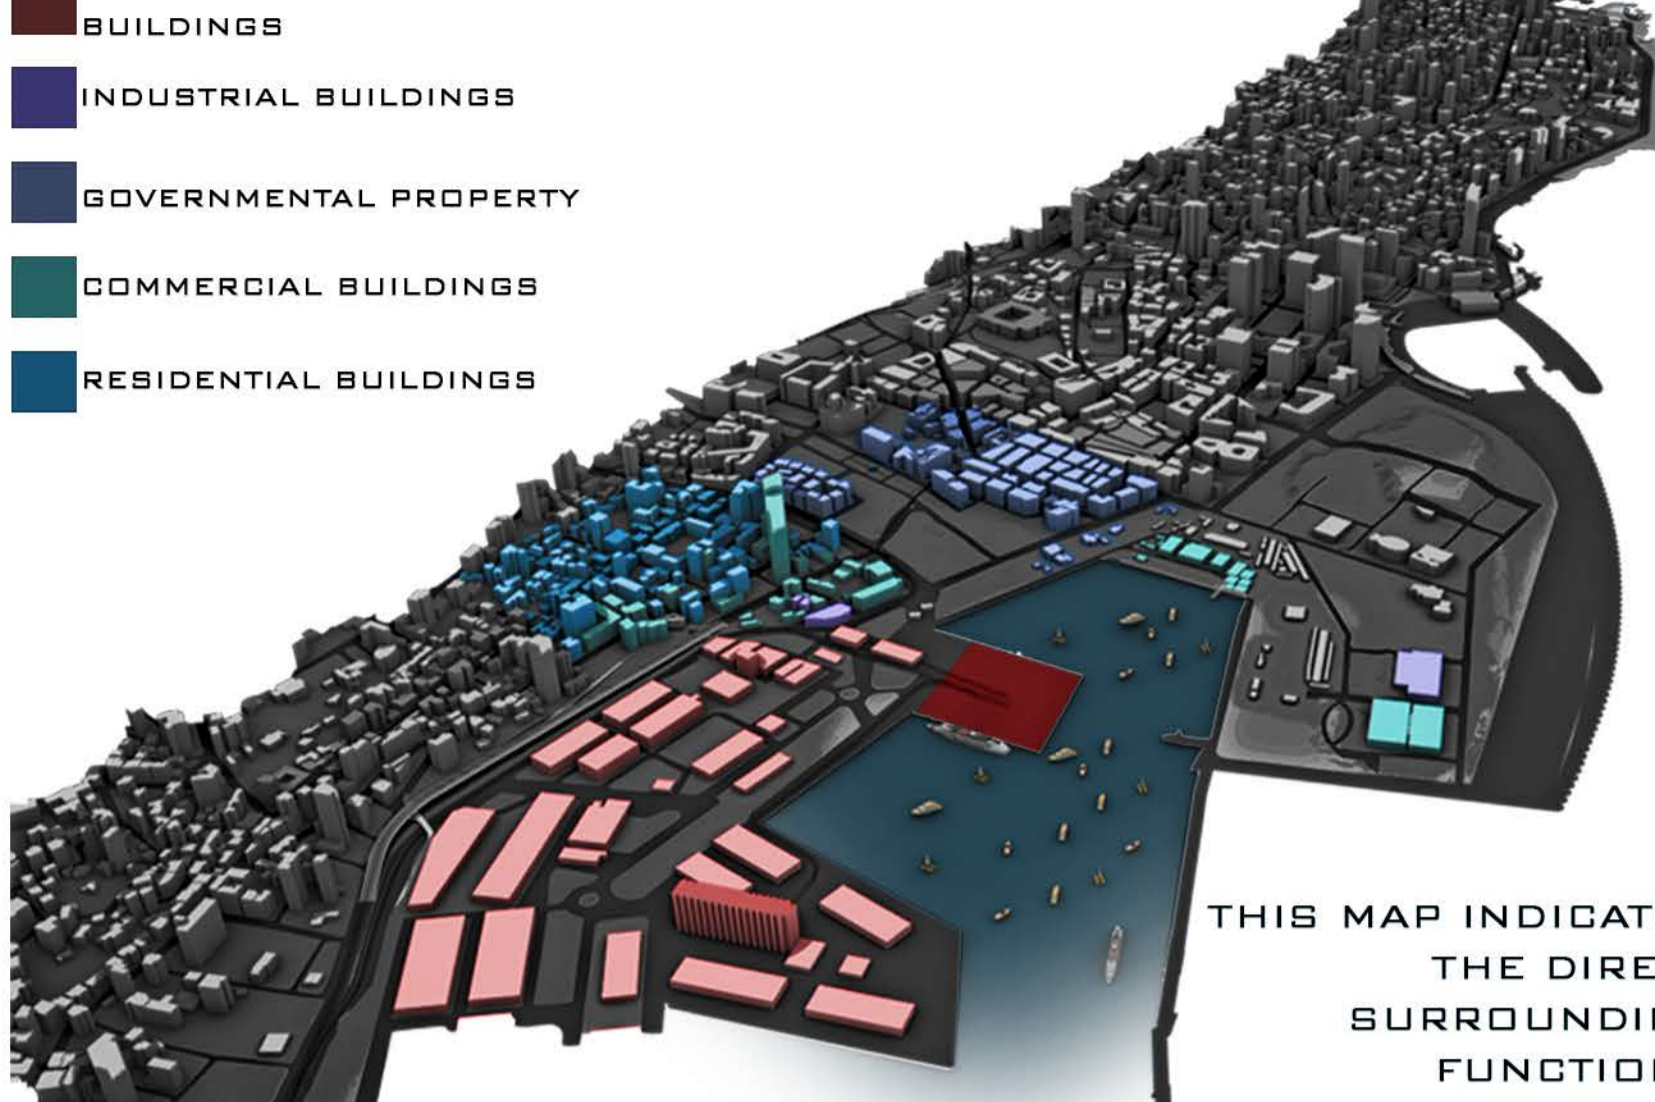 BUILDINGS
INDUSTRIAL BUILDINGS
GOVERNMENTAL PROPERTY
COMMERCIAL BUILDINGS
RESIDENTIAL BUILDINGS
THIS MAP INDICAT
THE DIRE
SURROUNDI
FUNCTIO